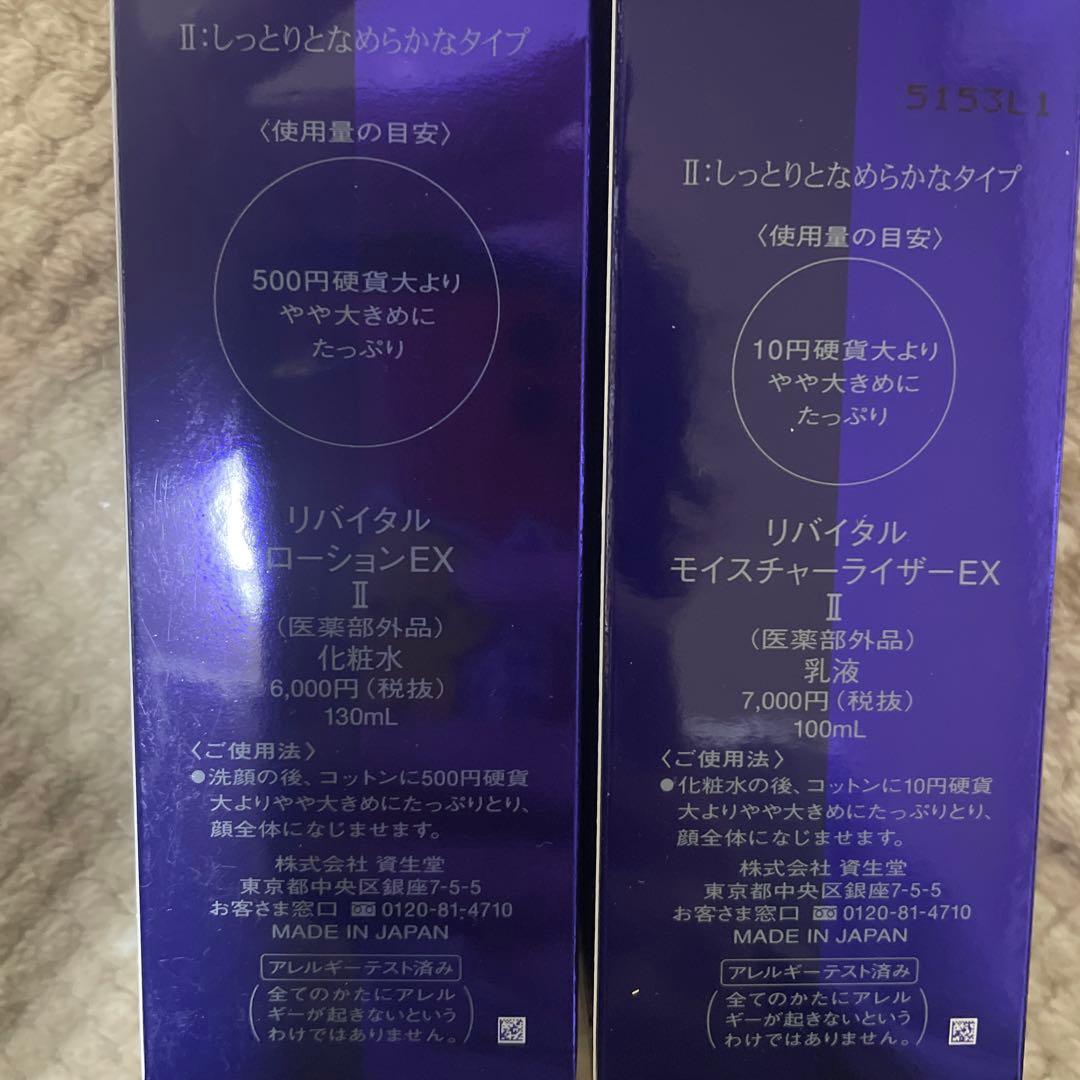 Ⅱ:しっとりとなめらかなタイプ
〈使用量の目安〉
500円硬貨大より
やや大きめに
たっぷり
リバイタル
ローションEX
Ⅱ
(医薬部外品)
化粧水
6,000円(税抜)
130mL
〈ご使用法〉
●洗顔の後、コットンに500円硬貨
大よりやや大きめにたっぷりとり、
顔全体になじませます。
株式会社 資生堂
東京都中央区銀座7-5-5
お客さま窓口 0120-81-4710
MADE IN JAPAN
アレルギーテスト済み
(全てのかたにアレル
ギーが起きないという
わけではありません。)
5153L1
Ⅱ:しっとりとなめらかなタイプ
〈使用量の目安〉
10円硬貨大より
やや大きめに
たっぷり
リバイタル
モイスチャーライザーEX
Ⅱ
(医薬部外品)
乳液
7,000円(税抜)
100mL
〈ご使用法〉
●化粧水の後、コットンに10円硬貨
大よりやや大きめにたっぷりとり、
顔全体になじませます。
株式会社 資生堂
東京都中央区銀座7-5-5
お客さま窓口 0120-81-4710
MADE IN JAPAN
アレルギーテスト済み
(全てのかたにアレル
ギーが起きないという
わけではありません。)